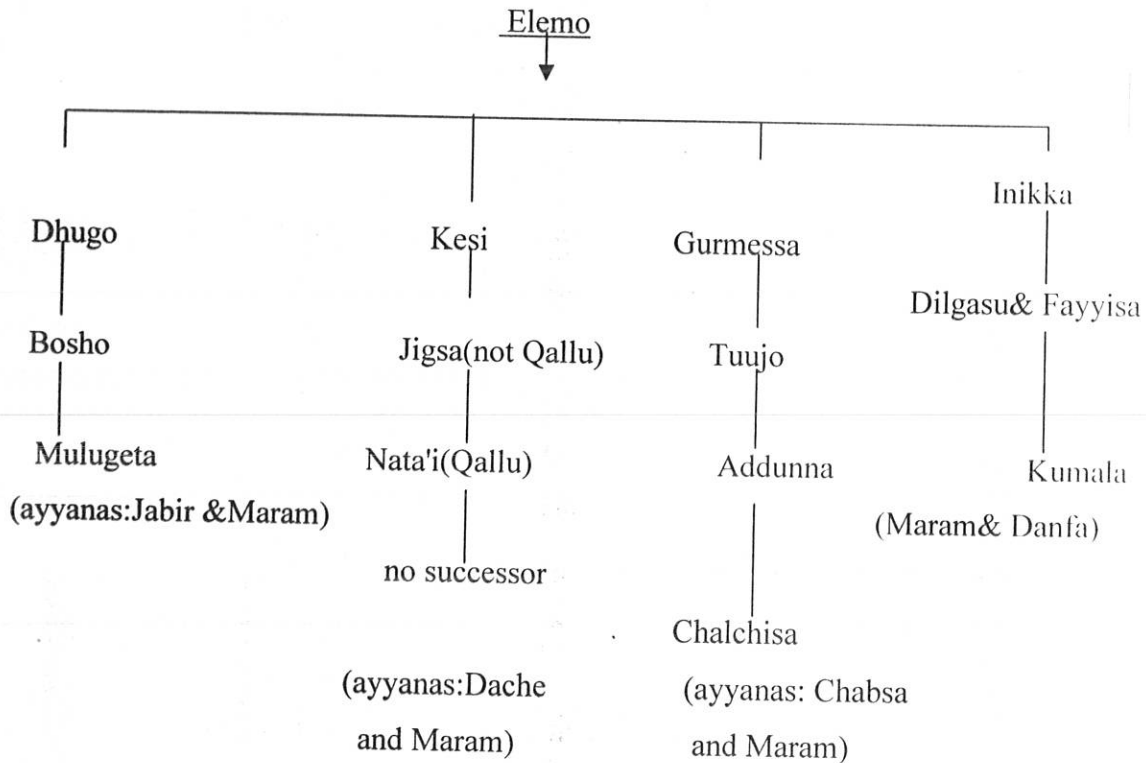 Elemo
Inikka
Dhugo
Kesi
Gurmessa
Dilgasu& Fayyisa
Bosho
Jigsa(not Qallu)
Tuujo
Mulugeta
Nata'i(Qallu)
Addunna
Kumala
(ayyanas:Jabir &Maram)
(Maram& Danfa)
no successor
Chalchisa
(ayyanas:Dache
and Maram)
(ayyanas: Chabsa
and Maram)